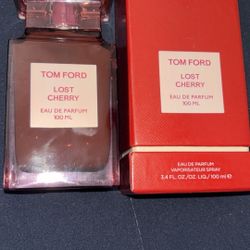 TOM FORD
LOST
CHERRY
EAU DE PARFUM
100 ML
TOM FORD
LOST
CHERRY
EAU DE PARFUM
100 ML
EAU DE PARFUM
VAPORISATEUR SPRAY
3.4 FL. OZ./OZ. LIQ./100 ml e